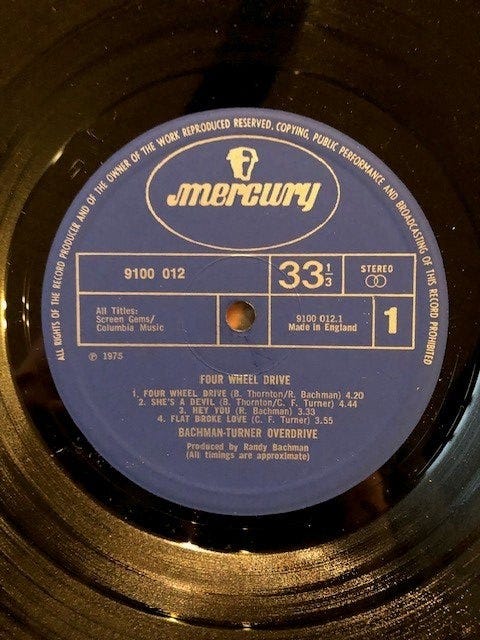 ALL RIGHTS OF THE RECORD PRODUCER AND OF THE OWNER OF THE WORK REPRODUCED RESERVED. COPYING, PUBLIC PERFORMANCE AND BROADCASTING OF THIS RECORD PROHIBITED
mercury
9100 012
33 1/3
STEREO
All Titles:
Screen Gems/
Columbia Music
9100 012.1
Made in England
1
℗ 1975
FOUR WHEEL DRIVE
1. FOUR WHEEL DRIVE (B. Thornton/R. Bachman) 4.20
2. SHE'S A DEVIL (B. Thornton/C. F. Turner) 4.44
3. HEY YOU (R. Bachman) 3.33
4. FLAT BROKE LOVE (C. F. Turner) 3.55
BACHMAN-TURNER OVERDRIVE
Produced by Randy Bachman
(All timings are approximate)